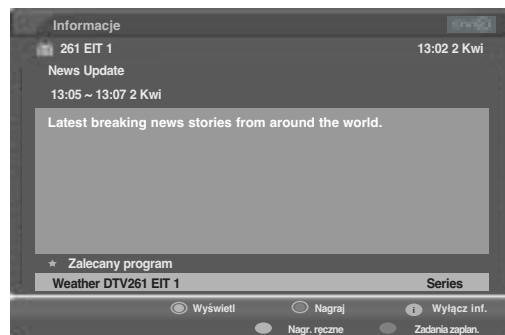 Informacje
261 EIT 1 13:02 2 Kwi
News Update
13:05 ~ 13:07 2 Kwi
Latest breaking news stories from around the world.
Zalecany program
Weather DTV261 EIT 1 Series
Wyświetl Nagraj i Wyłącz inf.
Nagr. ręczne Zadania zaplan.